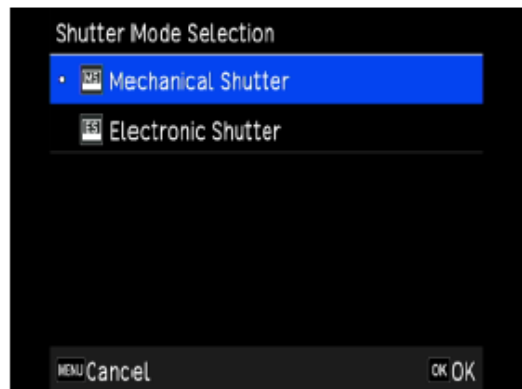 Shutter Mode Selection
• MS Mechanical Shutter
ES Electronic Shutter
MENU Cancel OK OK